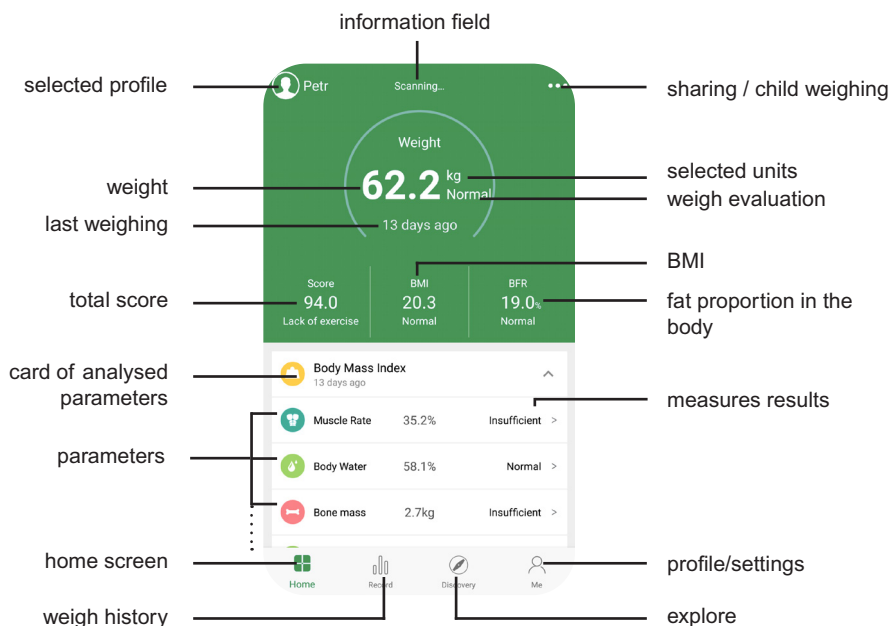 information field
selected profile
Petr
Scanning...
•••
sharing / child weighing
Weight
weight
62.2
kg
Normal
selected units
weigh evaluation
last weighing
13 days ago
BMI
total score
Score
BMI
BFR
94.0
20.3
19.0%
Lack of exercise
Normal
Normal
fat proportion in the
body
card of analysed
parameters
Body Mass Index
13 days ago
measures results
Muscle Rate 35.2% Insufficient >
parameters
Body Water 58.1% Normal >
Bone mass 2.7kg Insufficient >
home screen
Home
Record
Discovery
Me
profile/settings
weigh history
explore